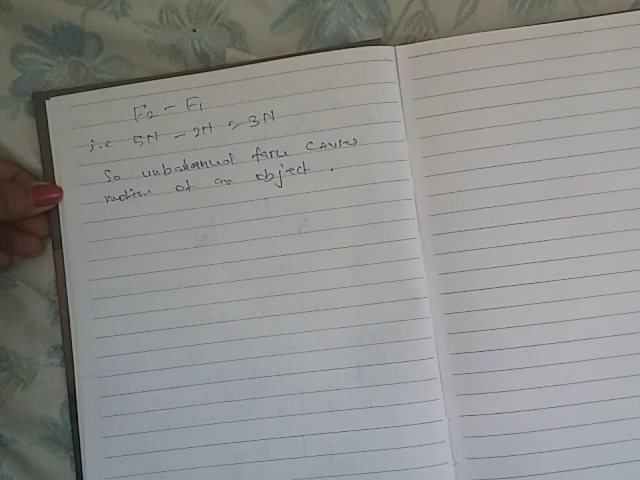 F2 - F1
i.e 5N - 2N = 3N
So unbalanced force causes
motion of an object.